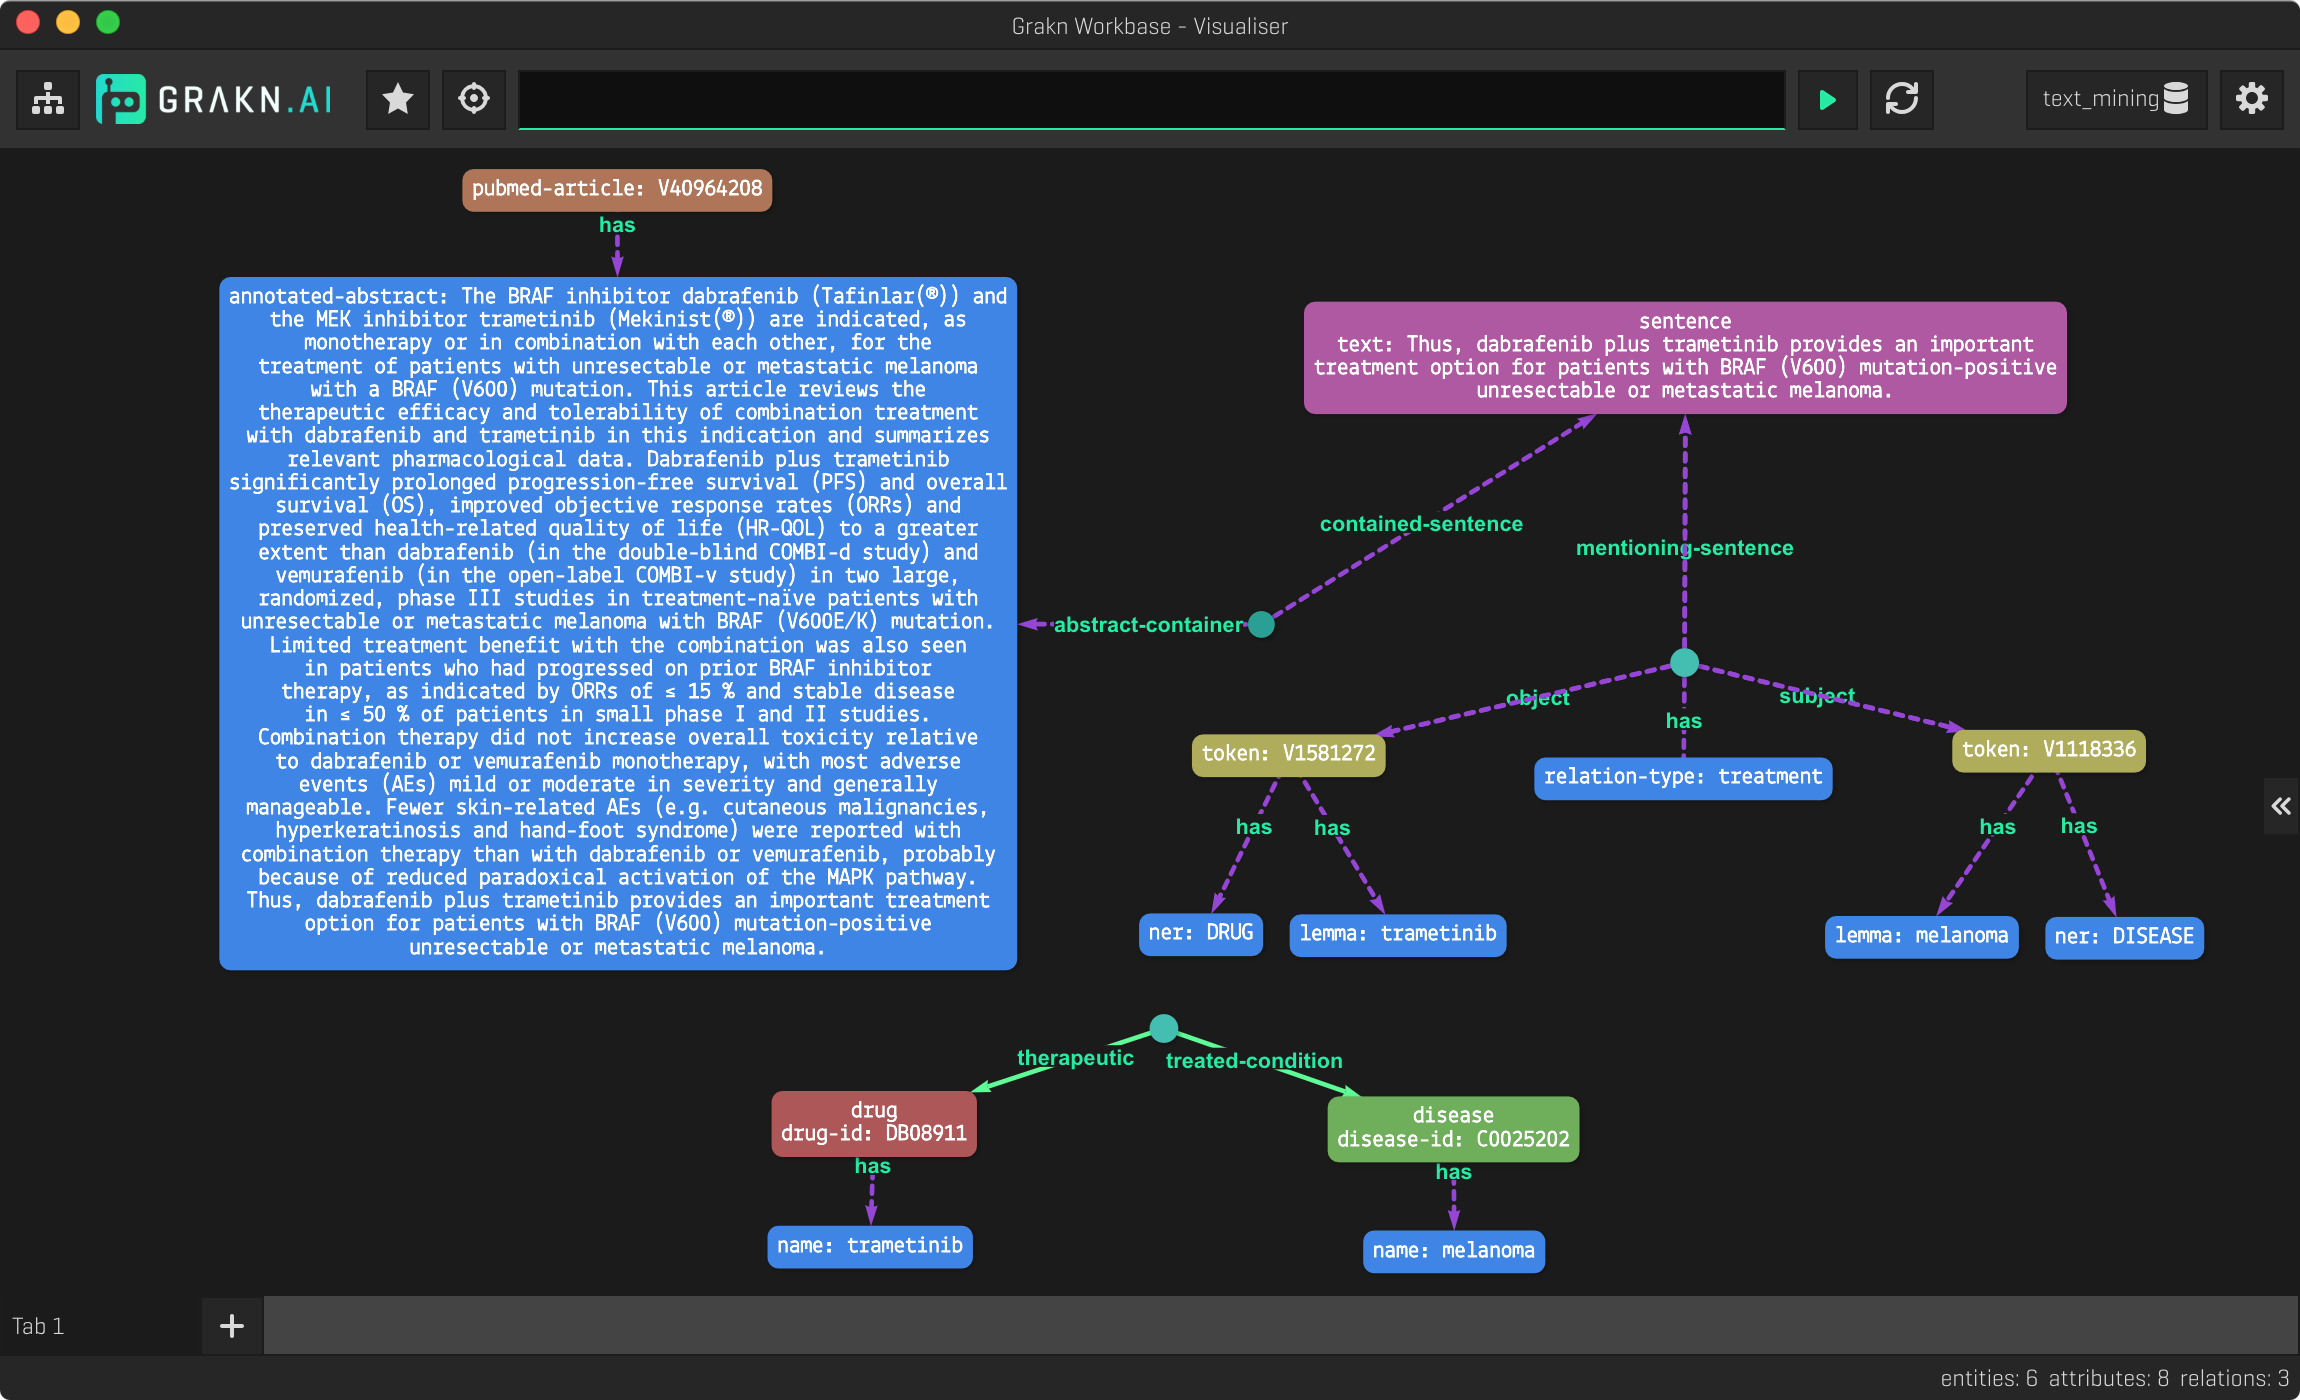 Grakn Workbase - Visualiser
GRAKN.AI
text_mining
pubmed-article: V40964208
has
annotated-abstract: The BRAF inhibitor dabrafenib (Tafinlar(®)) and
the MEK inhibitor trametinib (Mekinist(®)) are indicated, as
monotherapy or in combination with each other, for the
treatment of patients with unresectable or metastatic melanoma
with a BRAF (V600) mutation. This article reviews the
therapeutic efficacy and tolerability of combination treatment
with dabrafenib and trametinib in this indication and summarizes
relevant pharmacological data. Dabrafenib plus trametinib
significantly prolonged progression-free survival (PFS) and overall
survival (OS), improved objective response rates (ORRs) and
preserved health-related quality of life (HR-QOL) to a greater
extent than dabrafenib (in the double-blind COMBI-d study) and
vemurafenib (in the open-label COMBI-v study) in two large,
randomized, phase III studies in treatment-naïve patients with
unresectable or metastatic melanoma with BRAF (V600E/K) mutation.
Limited treatment benefit with the combination was also seen
in patients who had progressed on prior BRAF inhibitor
therapy, as indicated by ORRs of ≤ 15 % and stable disease
in ≤ 50 % of patients in small phase I and II studies.
Combination therapy did not increase overall toxicity relative
to dabrafenib or vemurafenib monotherapy, with most adverse
events (AEs) mild or moderate in severity and generally
manageable. Fewer skin-related AEs (e.g. cutaneous malignancies,
hyperkeratinosis and hand-foot syndrome) were reported with
combination therapy than with dabrafenib or vemurafenib, probably
because of reduced paradoxical activation of the MAPK pathway.
Thus, dabrafenib plus trametinib provides an important treatment
option for patients with BRAF (V600) mutation-positive
unresectable or metastatic melanoma.
sentence
text: Thus, dabrafenib plus trametinib provides an important
treatment option for patients with BRAF (V600) mutation-positive
unresectable or metastatic melanoma.
contained-sentence
mentioning-sentence
abstract-container
object
has
subject
token: V1581272
relation-type: treatment
token: V1118336
has
has
has
has
ner: DRUG
lemma: trametinib
lemma: melanoma
ner: DISEASE
therapeutic
treated-condition
drug
drug-id: DB08911
disease
disease-id: C0025202
has
has
name: trametinib
name: melanoma
Tab 1
entities: 6 attributes: 8 relations: 3